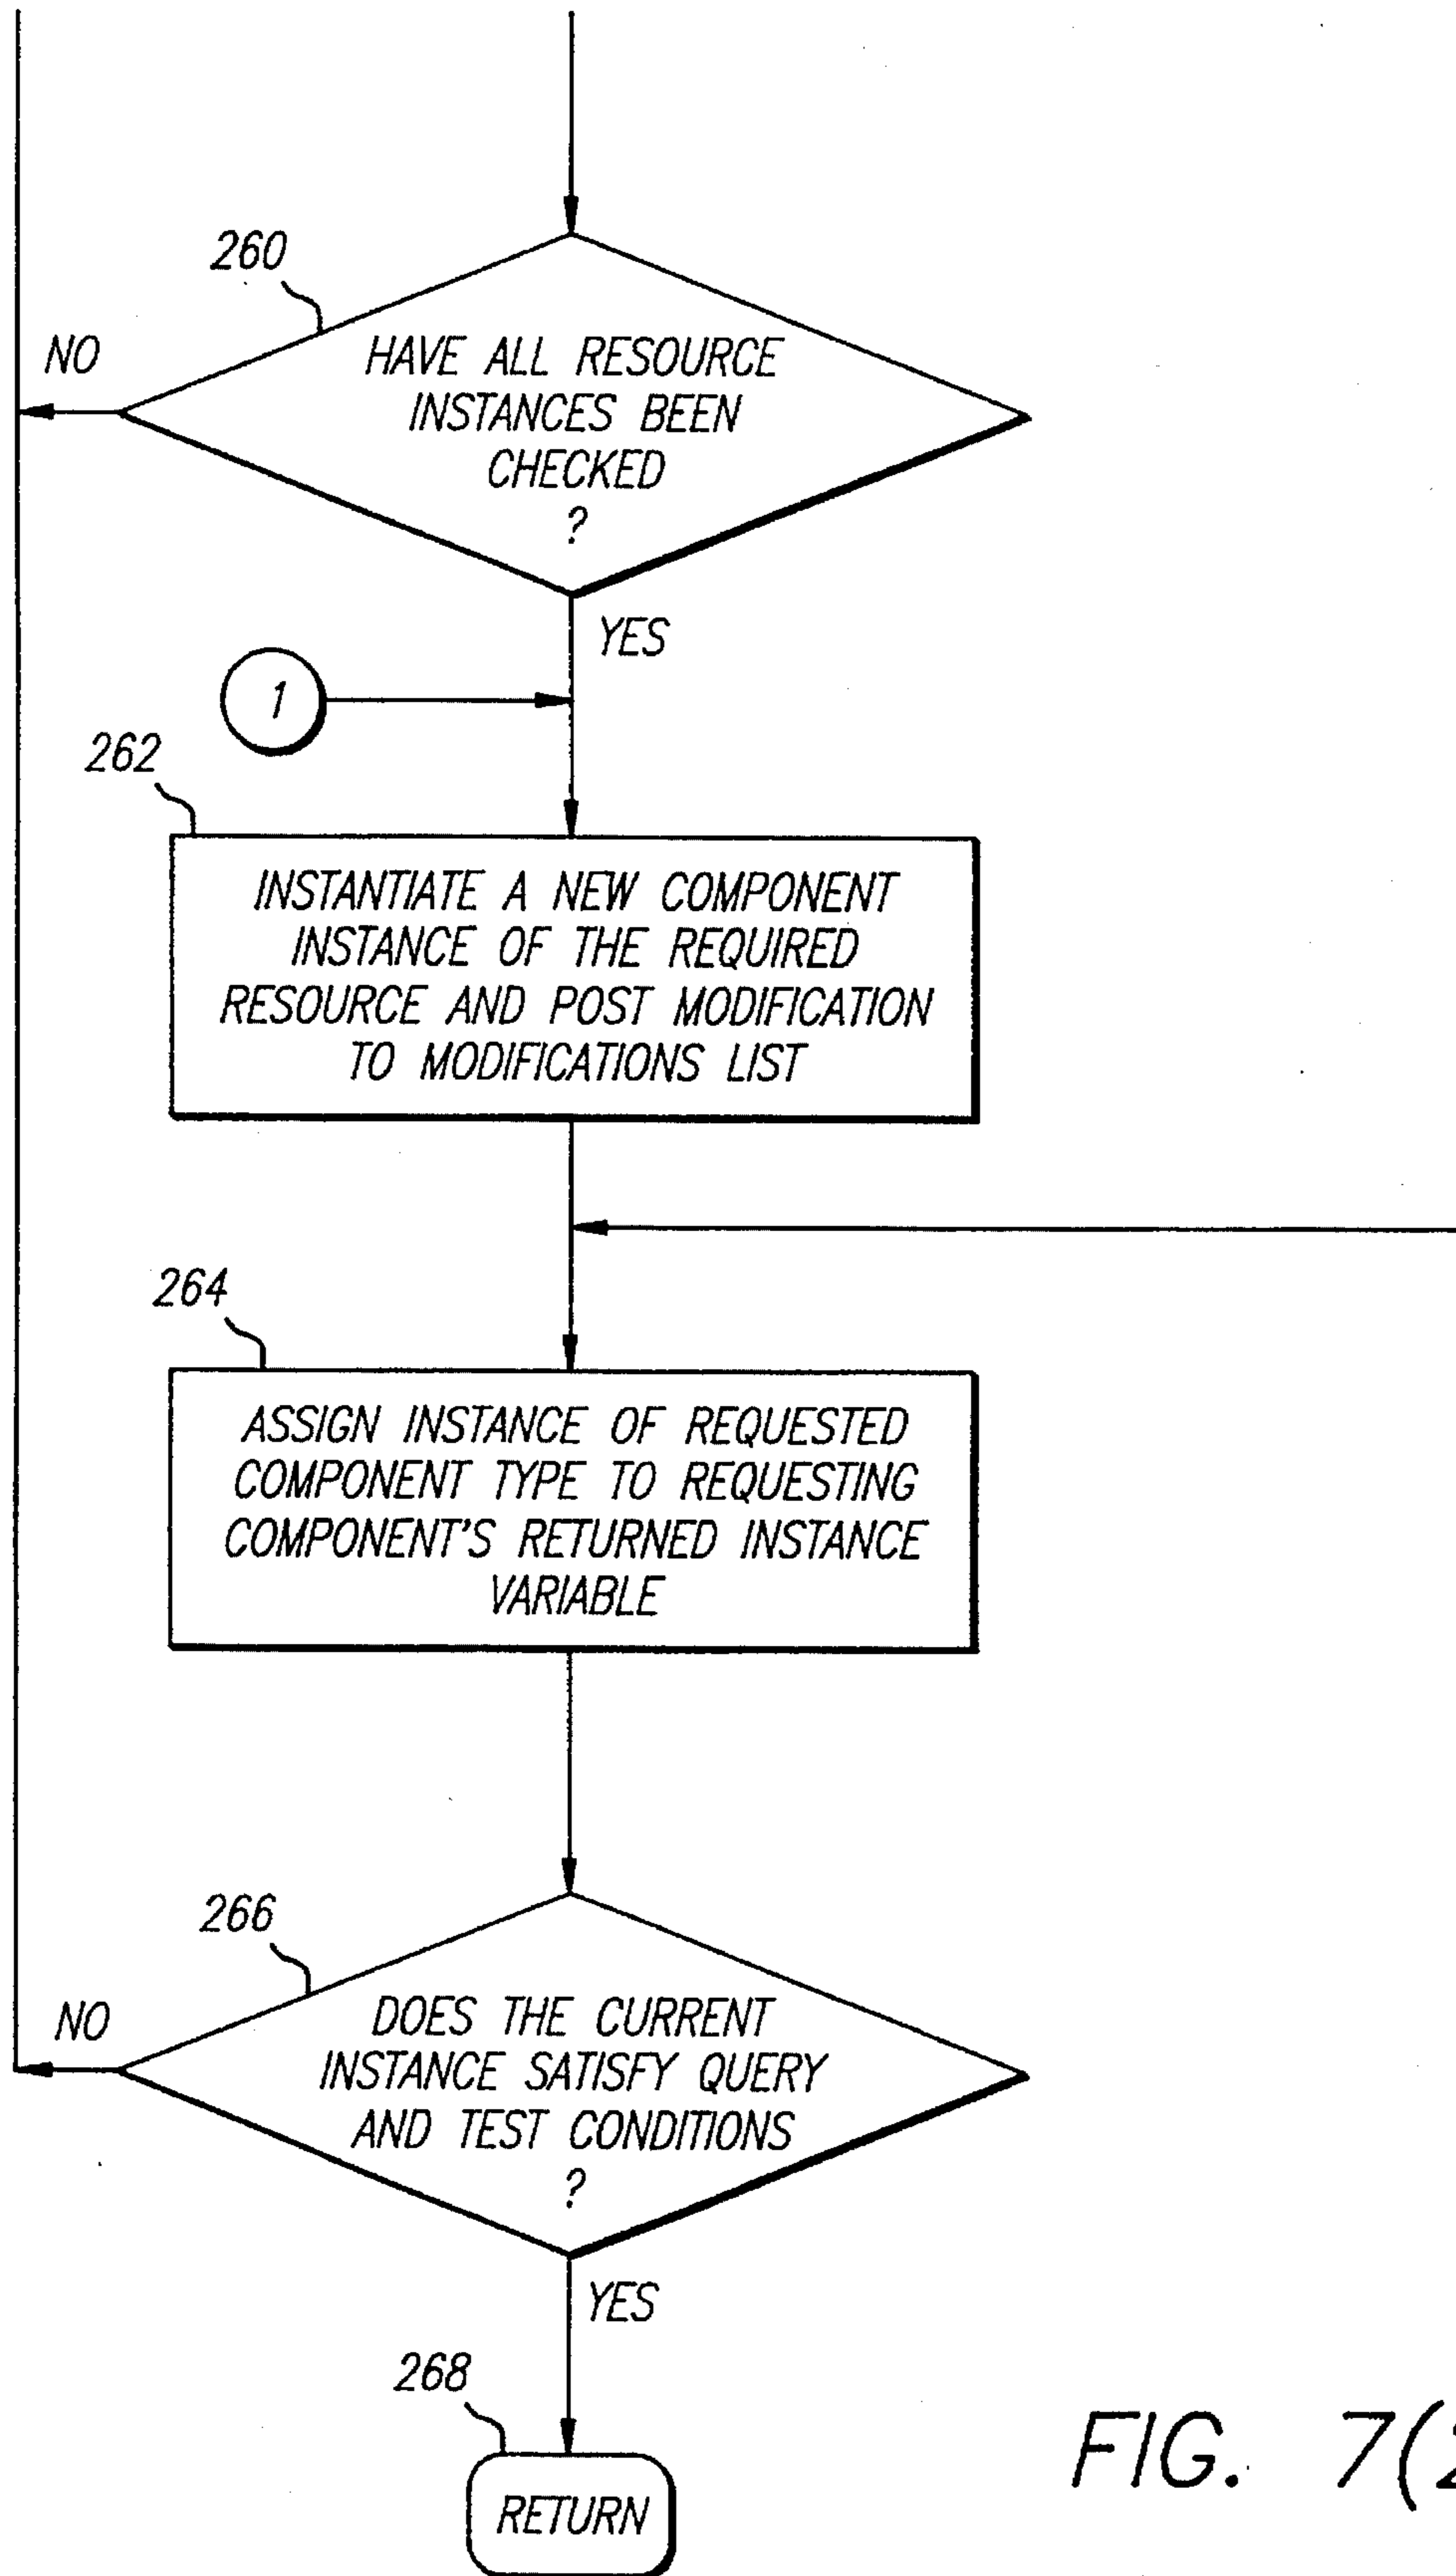 260
NO
HAVE ALL RESOURCE
INSTANCES BEEN
CHECKED
?
YES
1
262
INSTANTIATE A NEW COMPONENT
INSTANCE OF THE REQUIRED
RESOURCE AND POST MODIFICATION
TO MODIFICATIONS LIST
264
ASSIGN INSTANCE OF REQUESTED
COMPONENT TYPE TO REQUESTING
COMPONENT'S RETURNED INSTANCE
VARIABLE
266
NO
DOES THE CURRENT
INSTANCE SATISFY QUERY
AND TEST CONDITIONS
?
YES
268
RETURN
FIG. 7(